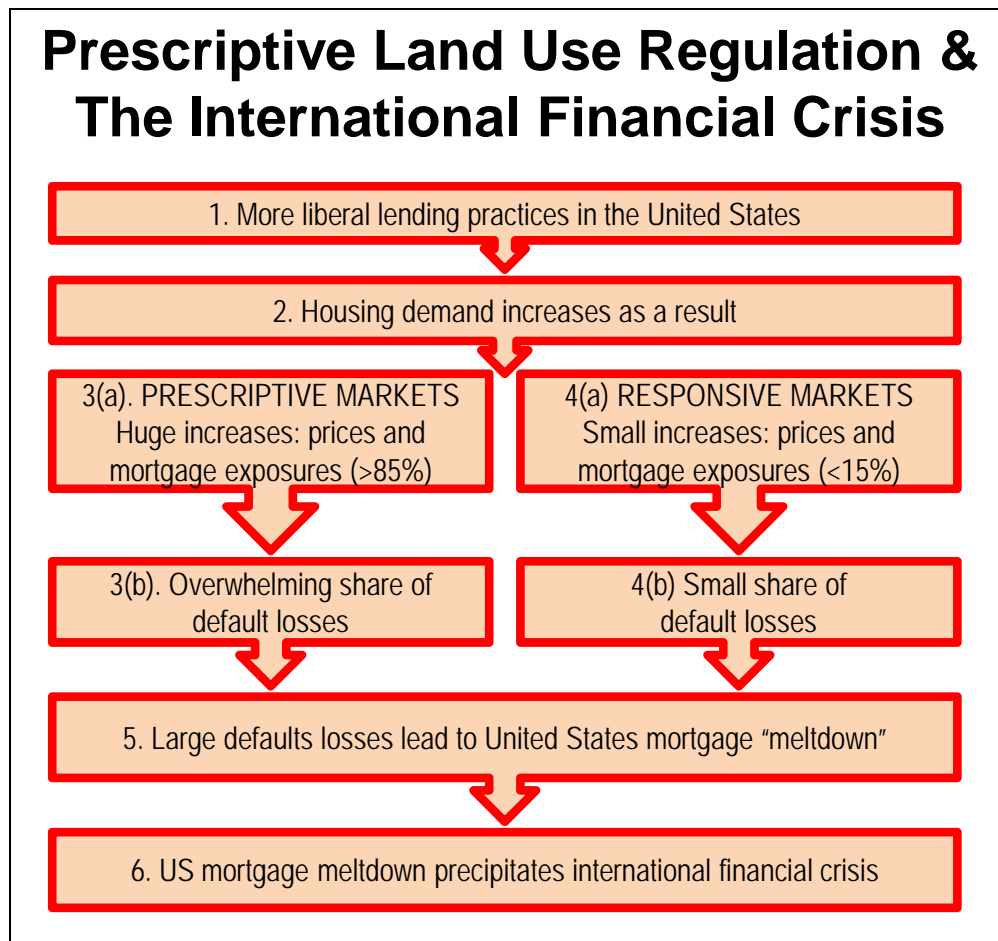 Prescriptive Land Use Regulation &
The International Financial Crisis
1. More liberal lending practices in the United States
2. Housing demand increases as a result
3(a). PRESCRIPTIVE MARKETS
Huge increases: prices and
mortgage exposures (>85%)
4(a) RESPONSIVE MARKETS
Small increases: prices and
mortgage exposures (<15%)
3(b). Overwhelming share of
default losses
4(b) Small share of
default losses
5. Large defaults losses lead to United States mortgage “meltdown”
6. US mortgage meltdown precipitates international financial crisis